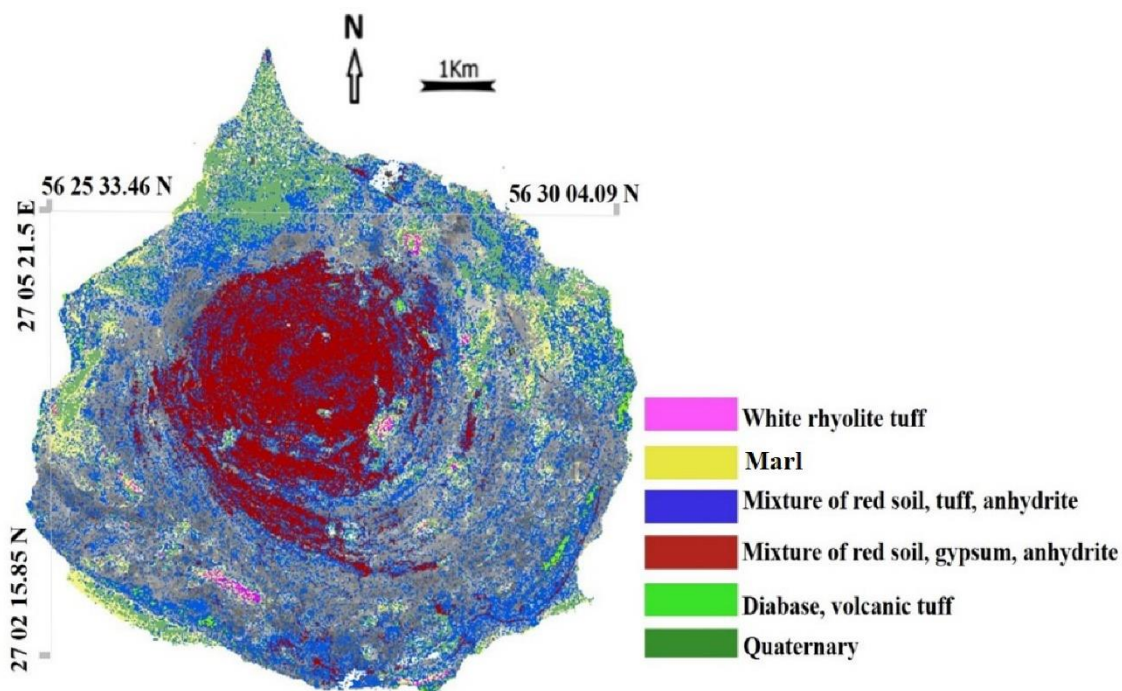 N
1Km
56 25 33.46 N
56 30 04.09 N
27 05 21.5 E
27 02 15.85 N
White rhyolite tuff
Marl
Mixture of red soil, tuff, anhydrite
Mixture of red soil, gypsum, anhydrite
Diabase, volcanic tuff
Quaternary